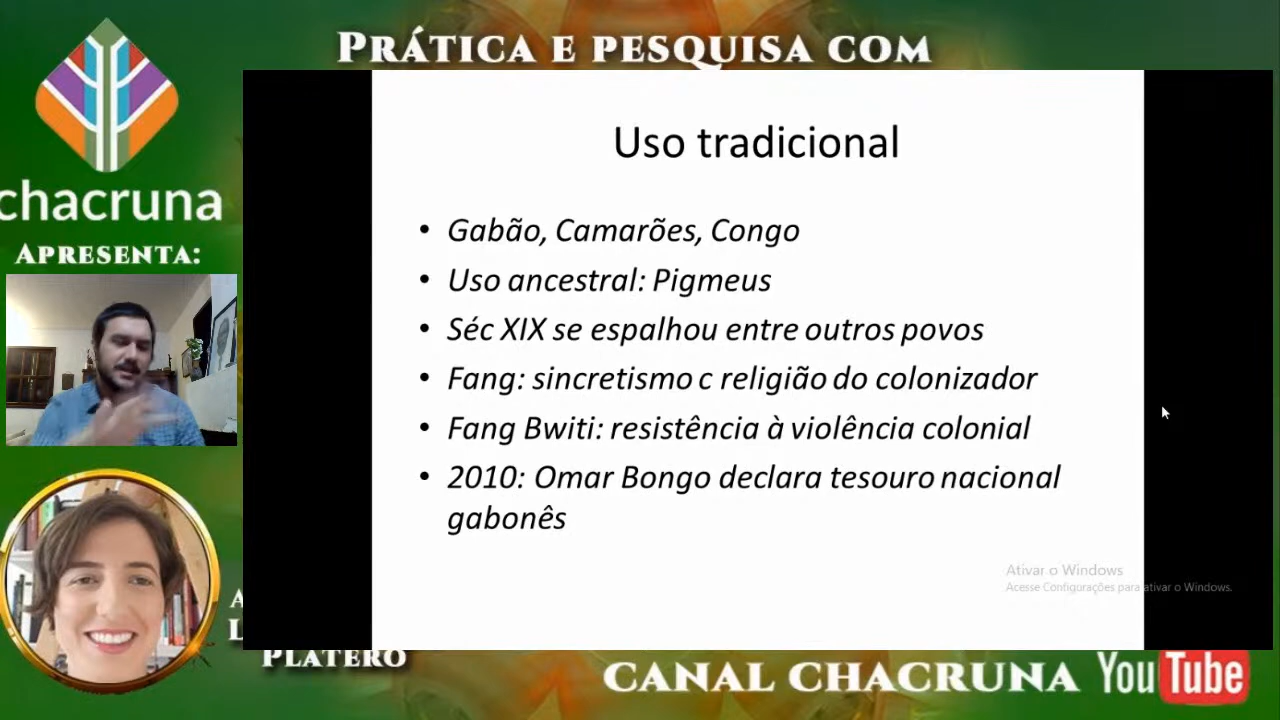 PRÁTICA E PESQUISA COM
chacruna
APRESENTA:
Uso tradicional
• Gabão, Camarões, Congo
• Uso ancestral: Pigmeus
• Séc XIX se espalhou entre outros povos
• Fang: sincretismo c religião do colonizador
• Fang Bwiti: resistência à violência colonial
• 2010: Omar Bongo declara tesouro nacional
gabonês
Ativar o Windows
Acesse Configurações para ativar o Windows.
PLATERO
CANAL CHACRUNA YouTube